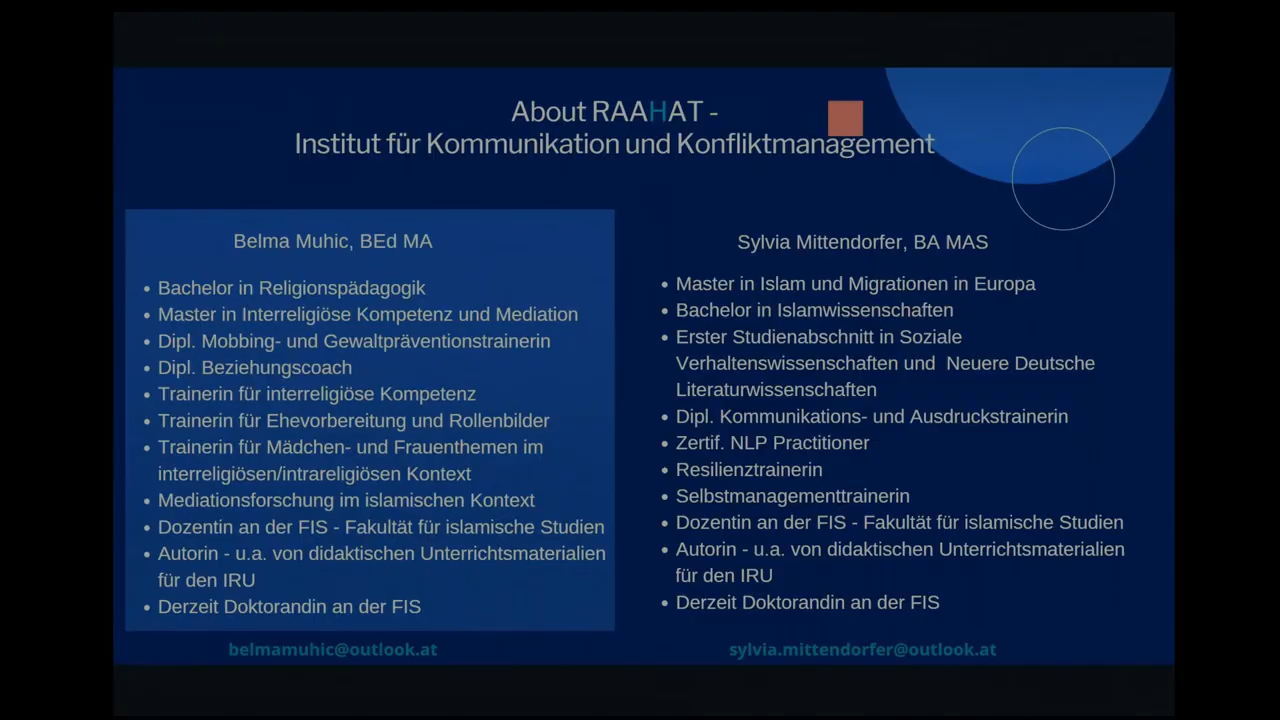 About RAAHAT -
Institut für Kommunikation und Konfliktmanagement
Belma Muhic, BEd MA
• Bachelor in Religionspädagogik
• Master in Interreligiöse Kompetenz und Mediation
• Dipl. Mobbing- und Gewaltpräventionstrainerin
• Dipl. Beziehungscoach
• Trainerin für interreligiöse Kompetenz
• Trainerin für Ehevorbereitung und Rollenbilder
• Trainerin für Mädchen- und Frauenthemen im
interreligiösen/intrareligiösen Kontext
• Mediationsforschung im islamischen Kontext
• Dozentin an der FIS - Fakultät für islamische Studien
• Autorin - u.a. von didaktischen Unterrichtsmaterialien
für den IRU
• Derzeit Doktorandin an der FIS
belmamuhic@outlook.at
Sylvia Mittendorfer, BA MAS
• Master in Islam und Migrationen in Europa
• Bachelor in Islamwissenschaften
• Erster Studienabschnitt in Soziale
Verhaltenswissenschaften und  Neuere Deutsche
Literaturwissenschaften
• Dipl. Kommunikations- und Ausdruckstrainerin
• Zertif. NLP Practitioner
• Resilienztrainerin
• Selbstmanagementtrainerin
• Dozentin an der FIS - Fakultät für islamische Studien
• Autorin - u.a. von didaktischen Unterrichtsmaterialien
für den IRU
• Derzeit Doktorandin an der FIS
sylvia.mittendorfer@outlook.at